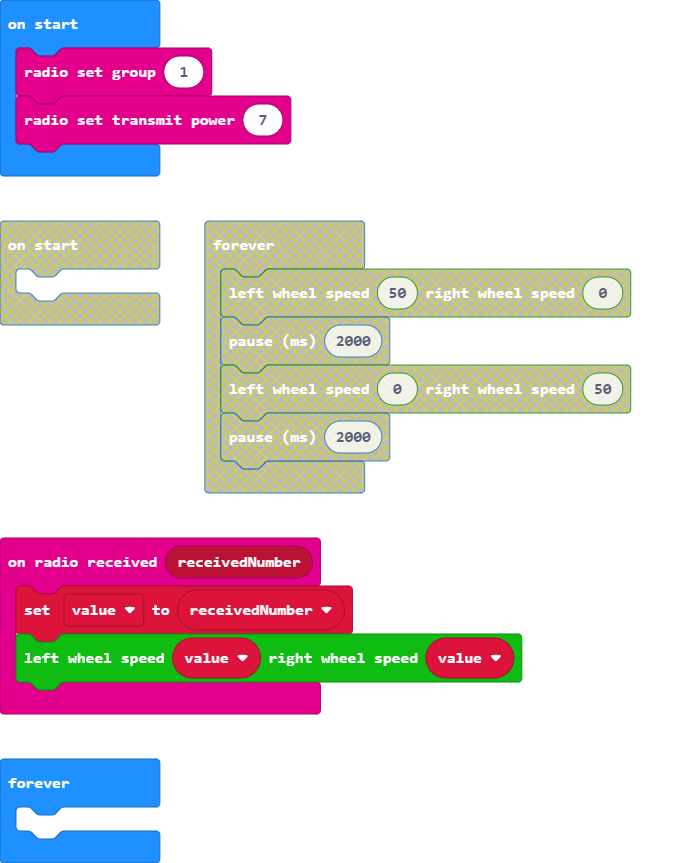 on start
radio set group 1
radio set transmit power 7
on start
forever
left wheel speed 50 right wheel speed 0
pause (ms) 2000
left wheel speed 0 right wheel speed 50
pause (ms) 2000
on radio received receivedNumber
set value to receivedNumber
left wheel speed value right wheel speed value
forever